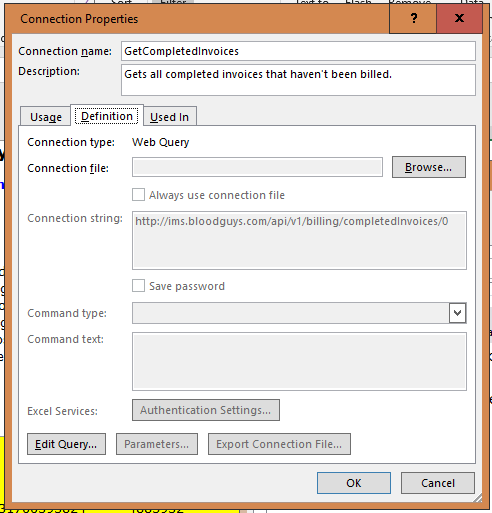 Connection Properties ? x
Connection name: GetCompletedInvoices
Description: Gets all completed invoices that haven't been billed.
Usage Definition Used In
Connection type: Web Query
Connection file: Browse...
Always use connection file
Connection string: http://ims.bloodguys.com/api/v1/billing/completedInvoices/0
Save password
Command type:
Command text:
Excel Services: Authentication Settings...
Edit Query... Parameters... Export Connection File...
OK Cancel